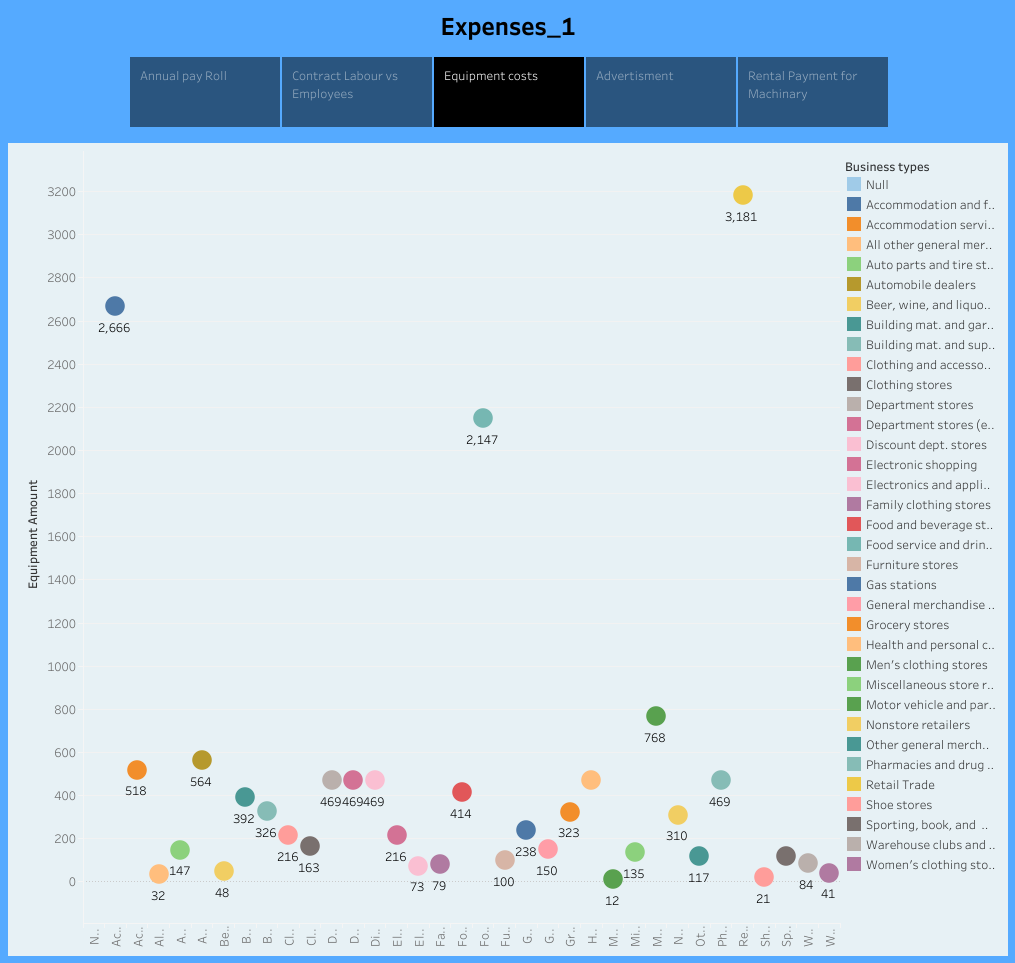 Expenses_1
Annual pay Roll
Contract Labour vs
Employees
Equipment costs
Advertisment
Rental Payment for
Machinary
Business types
Null
Accommodation and f..
Accommodation servi..
All other general mer..
Auto parts and tire st..
Automobile dealers
Beer, wine, and liquo..
Building mat. and gar..
Building mat. and sup..
Clothing and accesso..
Clothing stores
Department stores
Department stores (e..
Discount dept. stores
Electronic shopping
Electronics and appli..
Family clothing stores
Food and beverage st..
Food service and drin..
Furniture stores
Gas stations
General merchandise ..
Grocery stores
Health and personal c..
Men's clothing stores
Miscellaneous store r..
Motor vehicle and par..
Nonstore retailers
Other general merch..
Pharmacies and drug ..
Retail Trade
Shoe stores
Sporting, book, and ..
Warehouse clubs and ..
Women's clothing sto..
Equipment Amount
3200
3000
2800
2600
2400
2200
2000
1800
1600
1400
1200
1000
800
600
400
200
0
2,666
518
32
147
564
48
392
326
216
163
469
469
469
216
73
79
414
2,147
100
238
150
323
12
135
768
310
117
469
3,181
21
84
41
N..
Ac..
Ac..
Al..
A..
A..
Be..
B..
B..
Cl..
Cl..
D..
D..
Di..
El..
El..
Fa..
Fo..
Fo..
Fu..
G..
G..
Gr..
H..
M..
Mi..
M..
N..
Ot..
Ph..
Re..
Sh..
Sp..
W..
W..